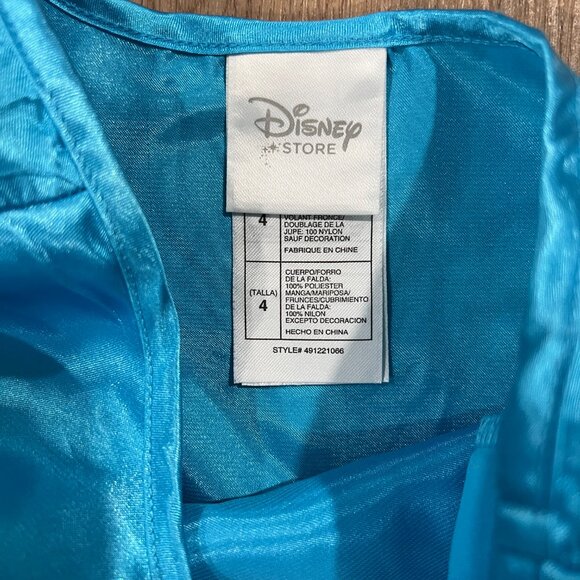 Disney
STORE
4
VOLANT FRONCE/
DOUBLAGE DE LA
JUPE: 100 NYLON
SAUF DECORATION
FABRIQUE EN CHINE
(TALLA)
4
CUERPO/FORRO
DE LA FALDA:
100% POLIESTER
MANGA/MARIPOSA/
FRUNCES/CUBRIMIENTO
DE LA FALDA:
100% NILON
EXCEPTO DECORACION
HECHO EN CHINA
STYLE# 491221066